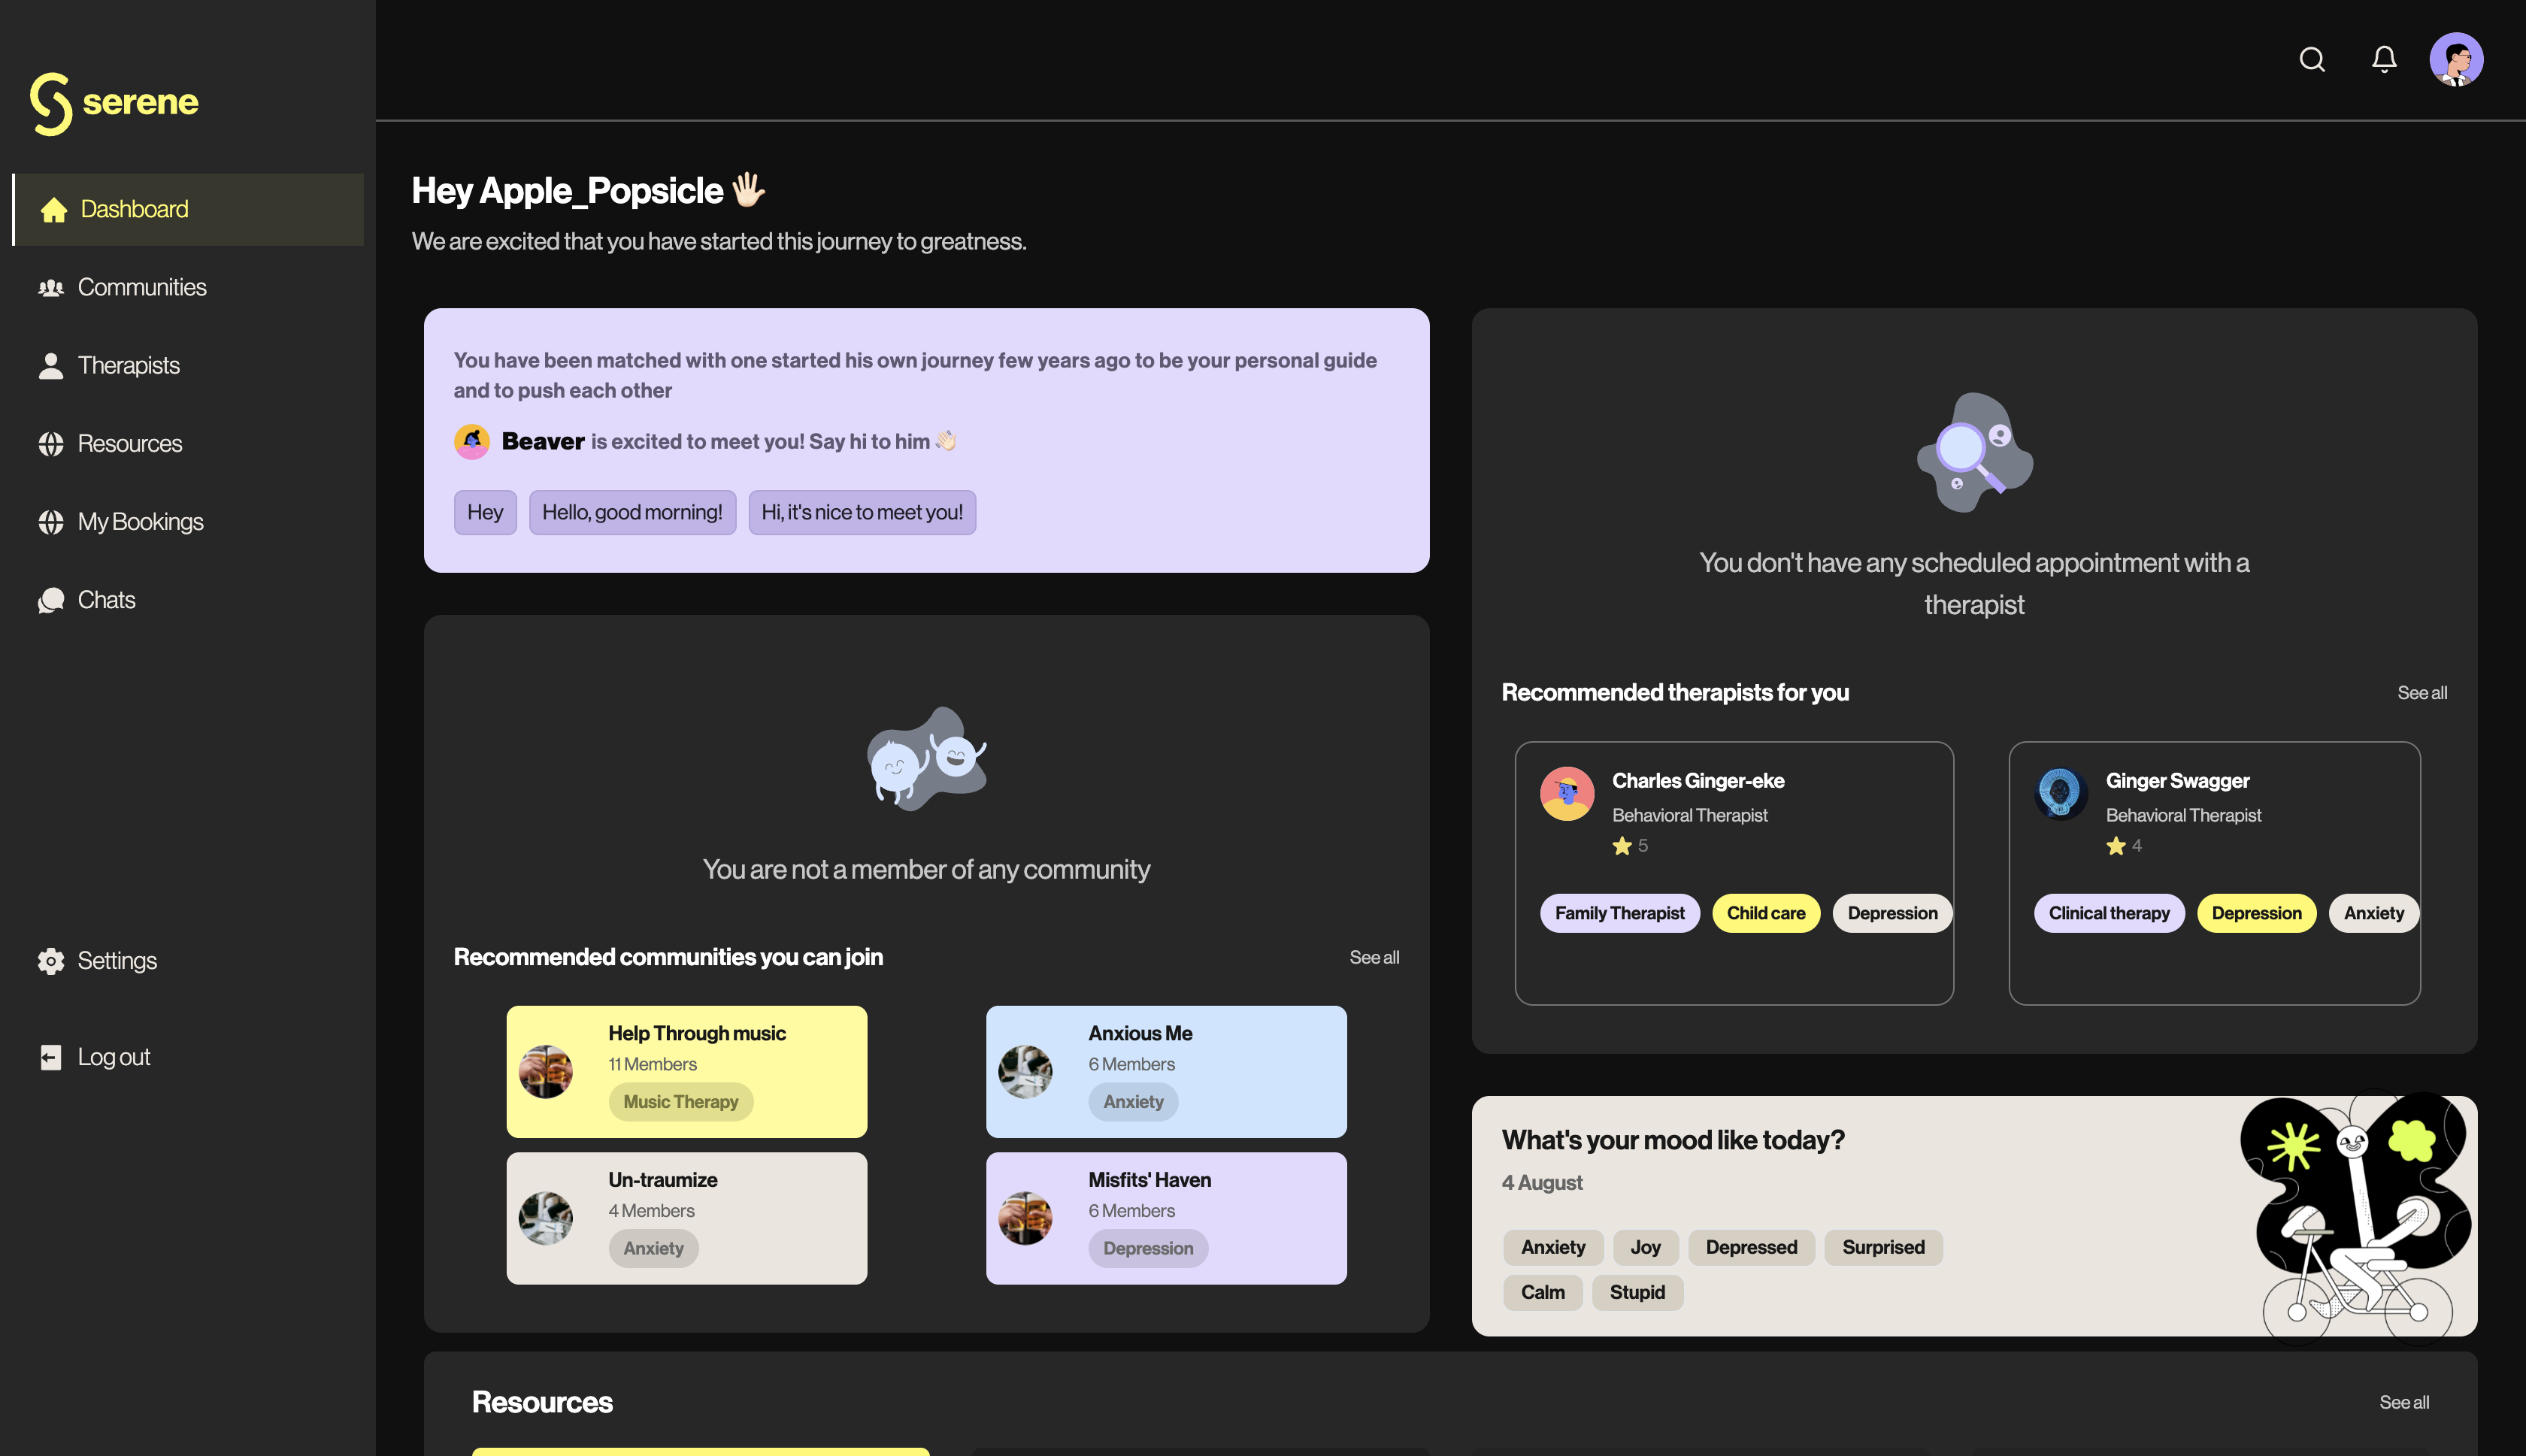 serene
Dashboard
Communities
Therapists
Resources
My Bookings
Chats
Settings
Log out
Hey Apple_Popsicle 🖐🏻
We are excited that you have started this journey to greatness.
You have been matched with one started his own journey few years ago to be your personal guide
and to push each other
Beaver is excited to meet you! Say hi to him 👋🏻
Hey
Hello, good morning!
Hi, it's nice to meet you!
You are not a member of any community
Recommended communities you can join
See all
Help Through music
11 Members
Music Therapy
Anxious Me
6 Members
Anxiety
Un-traumize
4 Members
Anxiety
Misfits' Haven
6 Members
Depression
You don't have any scheduled appointment with a
therapist
Recommended therapists for you
See all
Charles Ginger-eke
Behavioral Therapist
5
Family Therapist
Child care
Depression
Ginger Swagger
Behavioral Therapist
4
Clinical therapy
Depression
Anxiety
What's your mood like today?
4 August
Anxiety
Joy
Depressed
Surprised
Calm
Stupid
Resources
See all